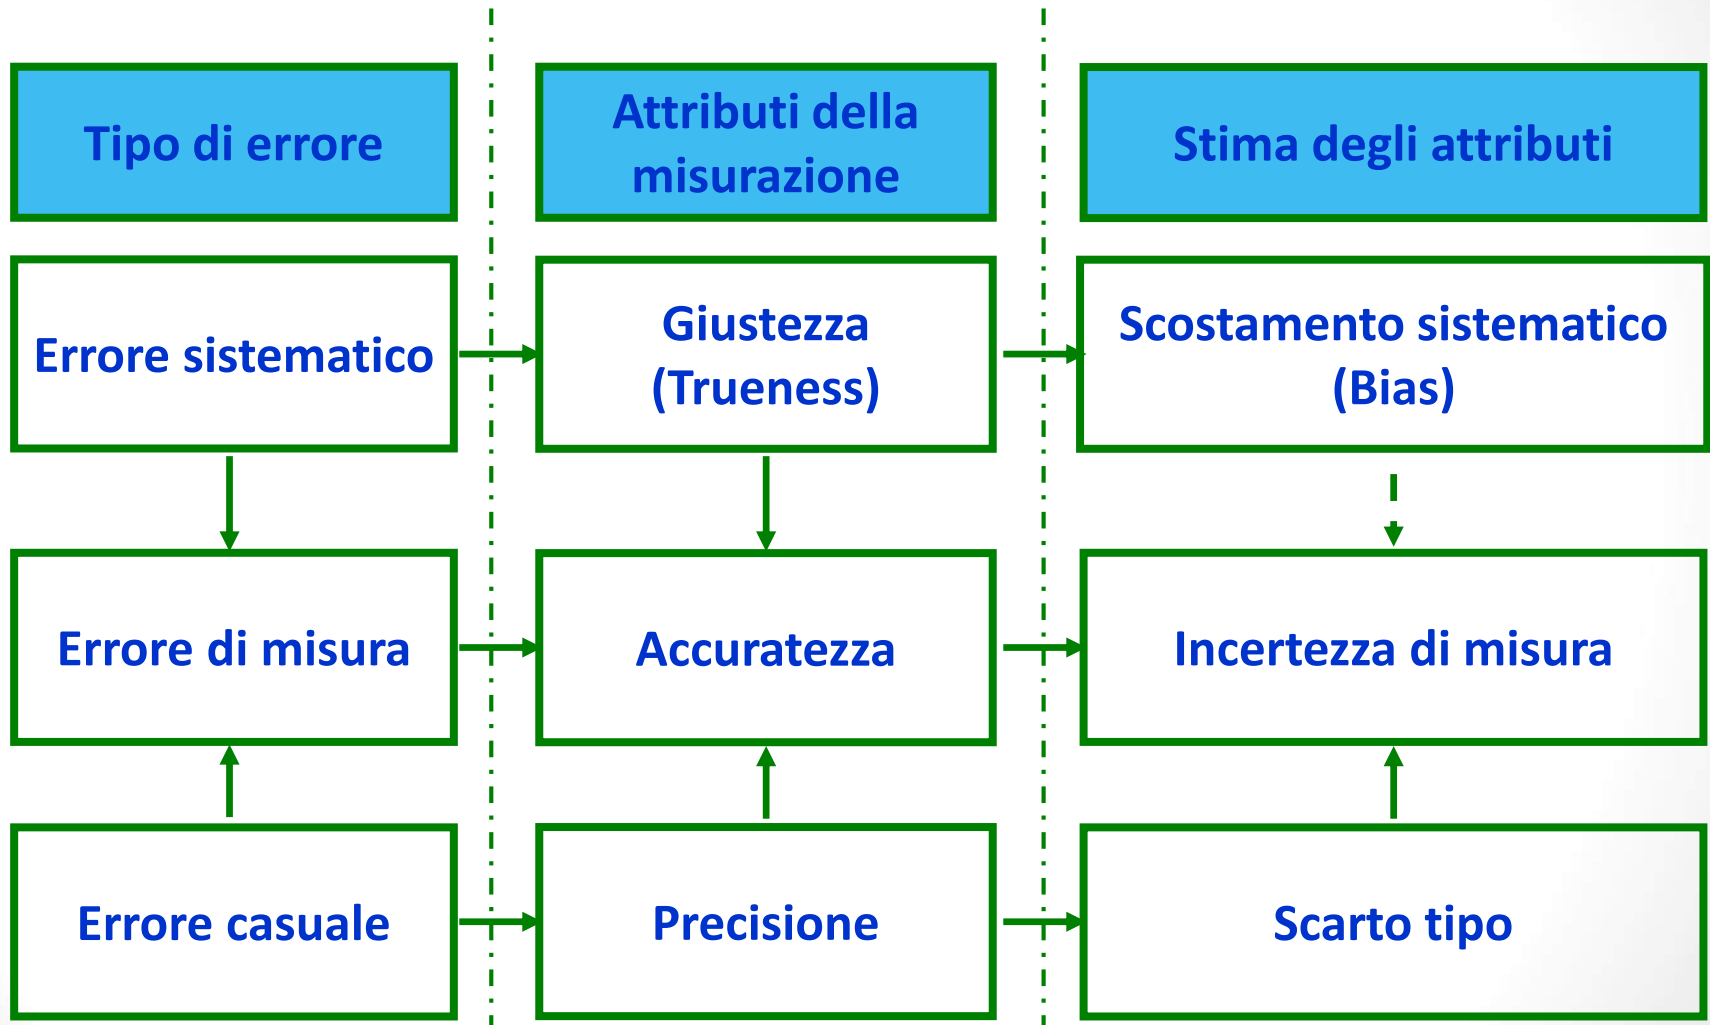 Tipo di errore
Attributi della
misurazione
Stima degli attributi
Errore sistematico
Giustezza
(Trueness)
Scostamento sistematico
(Bias)
Errore di misura
Accuratezza
Incertezza di misura
Errore casuale
Precisione
Scarto tipo